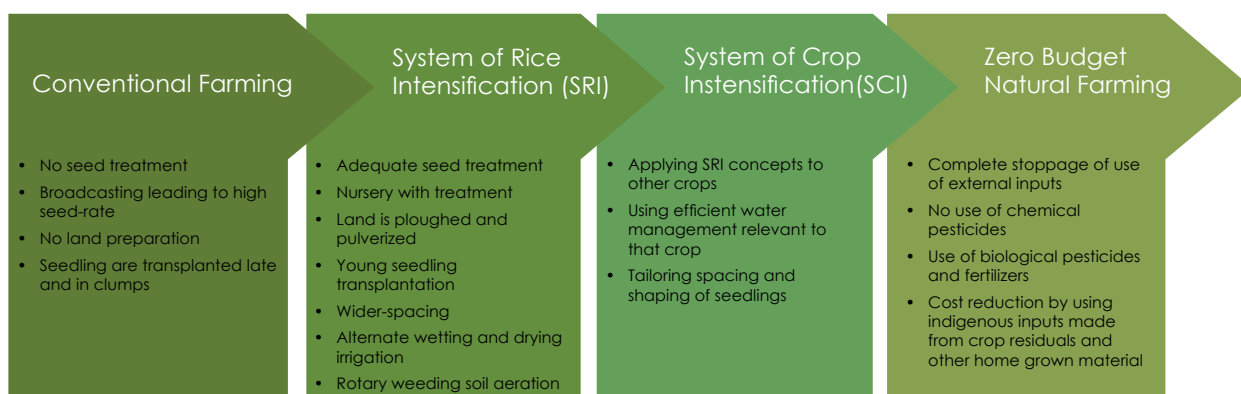 Conventional Farming
• No seed treatment
• Broadcasting leading to high
seed-rate
• No land preparation
• Seedling are transplanted late
and in clumps
System of Rice
Intensification (SRI)
• Adequate seed treatment
• Nursery with treatment
• Land is ploughed and
pulverized
• Young seedling
transplantation
• Wider-spacing
• Alternate wetting and drying
irrigation
• Rotary weeding soil aeration
System of Crop
Instensification(SCI)
• Applying SRI concepts to
other crops
• Using efficient water
management relevant to
that crop
• Tailoring spacing and
shaping of seedlings
Zero Budget
Natural Farming
• Complete stoppage of use
of external inputs
• No use of chemical
pesticides
• Use of biological pesticides
and fertilizers
• Cost reduction by using
indigenous inputs made
from crop residuals and
other home grown material